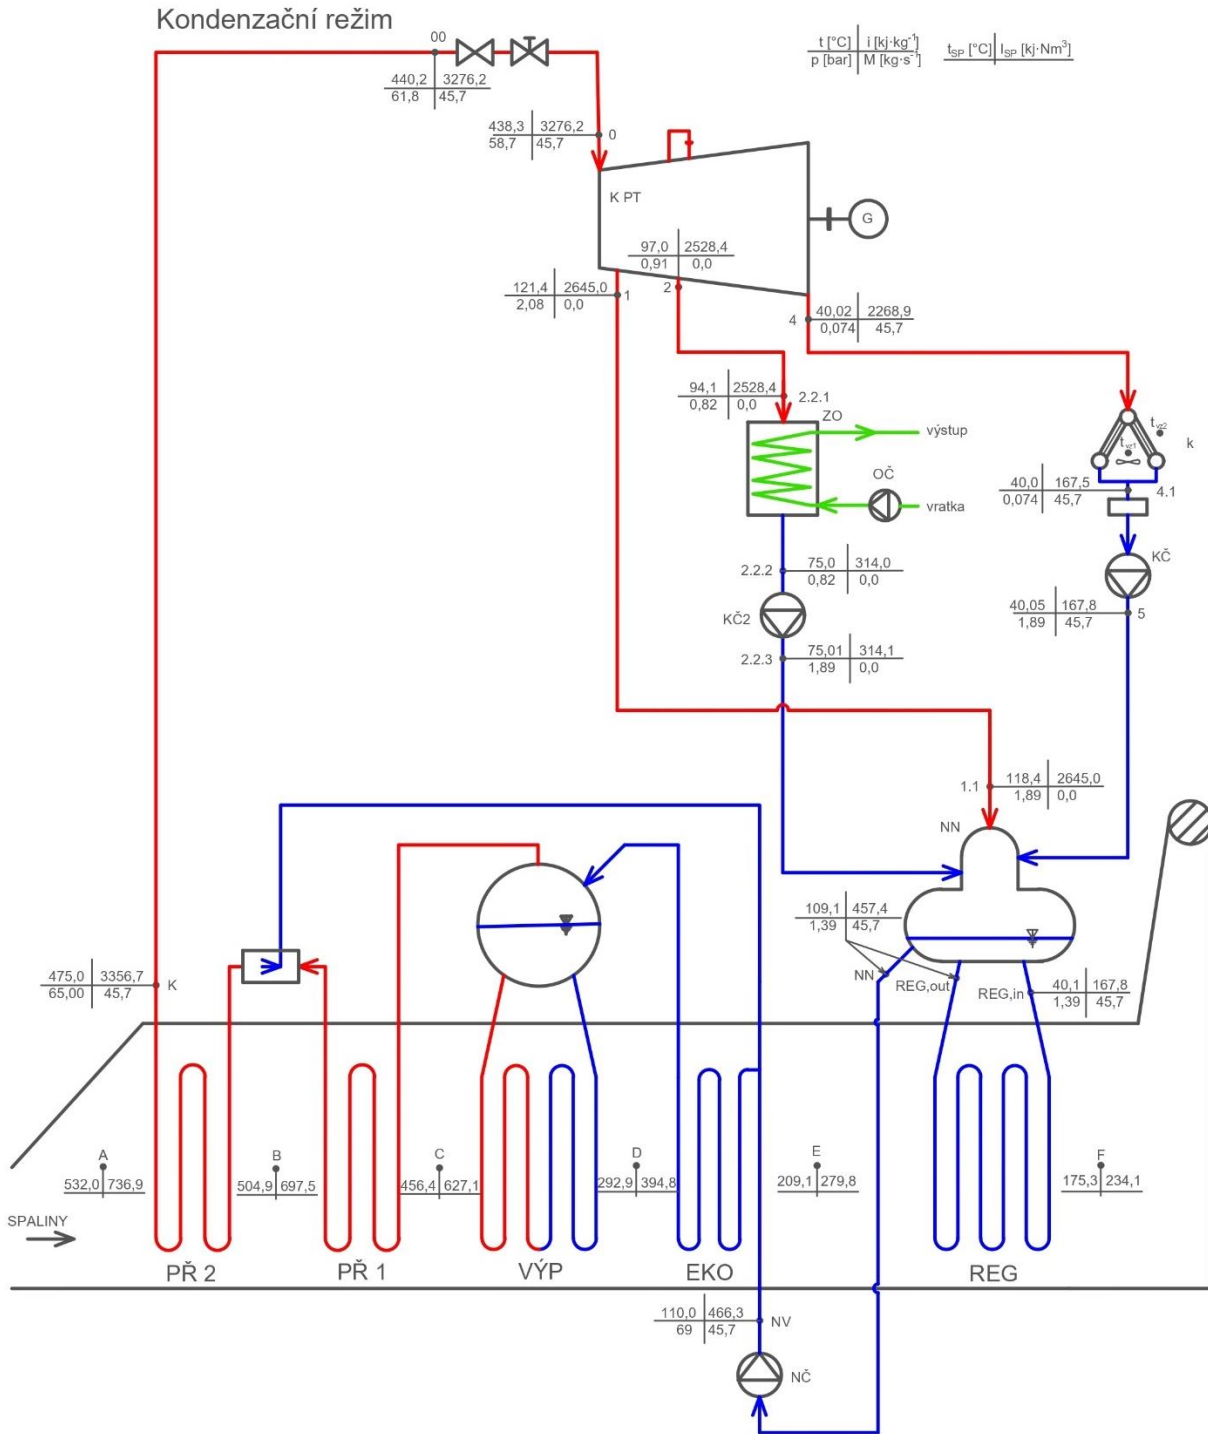 Kondenzační režim
t [°C] i [kj·kg⁻¹]
p [bar] M [kg·s⁻¹]
t_SP [°C] I_SP [kj·Nm³]
00
440,2 3276,2
61,8 45,7
438,3 3276,2
58,7 45,7
0
K PT
G
97,0 2528,4
0,91 0,0
2
121,4 2645,0
2,08 0,0
1
4
40,02 2268,9
0,074 45,7
94,1 2528,4
0,82 0,0
2.2.1
ZO
výstup
OČ
vratka
t_vz2
t_vz1
k
40,0 167,5
0,074 45,7
4.1
KČ
2.2.2
75,0 314,0
0,82 0,0
KČ2
40,05 167,8
1,89 45,7
5
2.2.3
75,01 314,1
1,89 0,0
1.1
118,4 2645,0
1,89 0,0
NN
109,1 457,4
1,39 45,7
NN
REG,out
REG,in
40,1 167,8
1,39 45,7
475,0 3356,7
65,00 45,7
K
A
532,0 736,9
B
504,9 697,5
C
456,4 627,1
D
292,9 394,8
E
209,1 279,8
F
175,3 234,1
SPALINY
PŘ 2
PŘ 1
VÝP
EKO
REG
110,0 466,3
69 45,7
NV
NČ